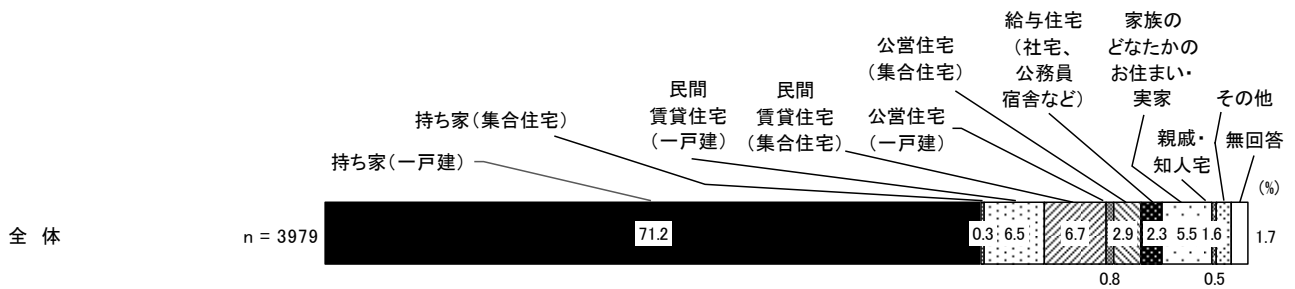 公営住宅
(集合住宅)
給与住宅
(社宅、
公務員
宿舎など)
家族の
どなたかの
お住まい・
実家
その他
民間
賃貸住宅
(一戸建)
民間
賃貸住宅
(集合住宅)
公営住宅
(一戸建)
親戚・
知人宅
無回答
持ち家(集合住宅)
持ち家(一戸建)
(%)
全 体
n = 3979
71.2
0.3
6.5
6.7
2.9
2.3
5.5
1.6
1.7
0.8
0.5